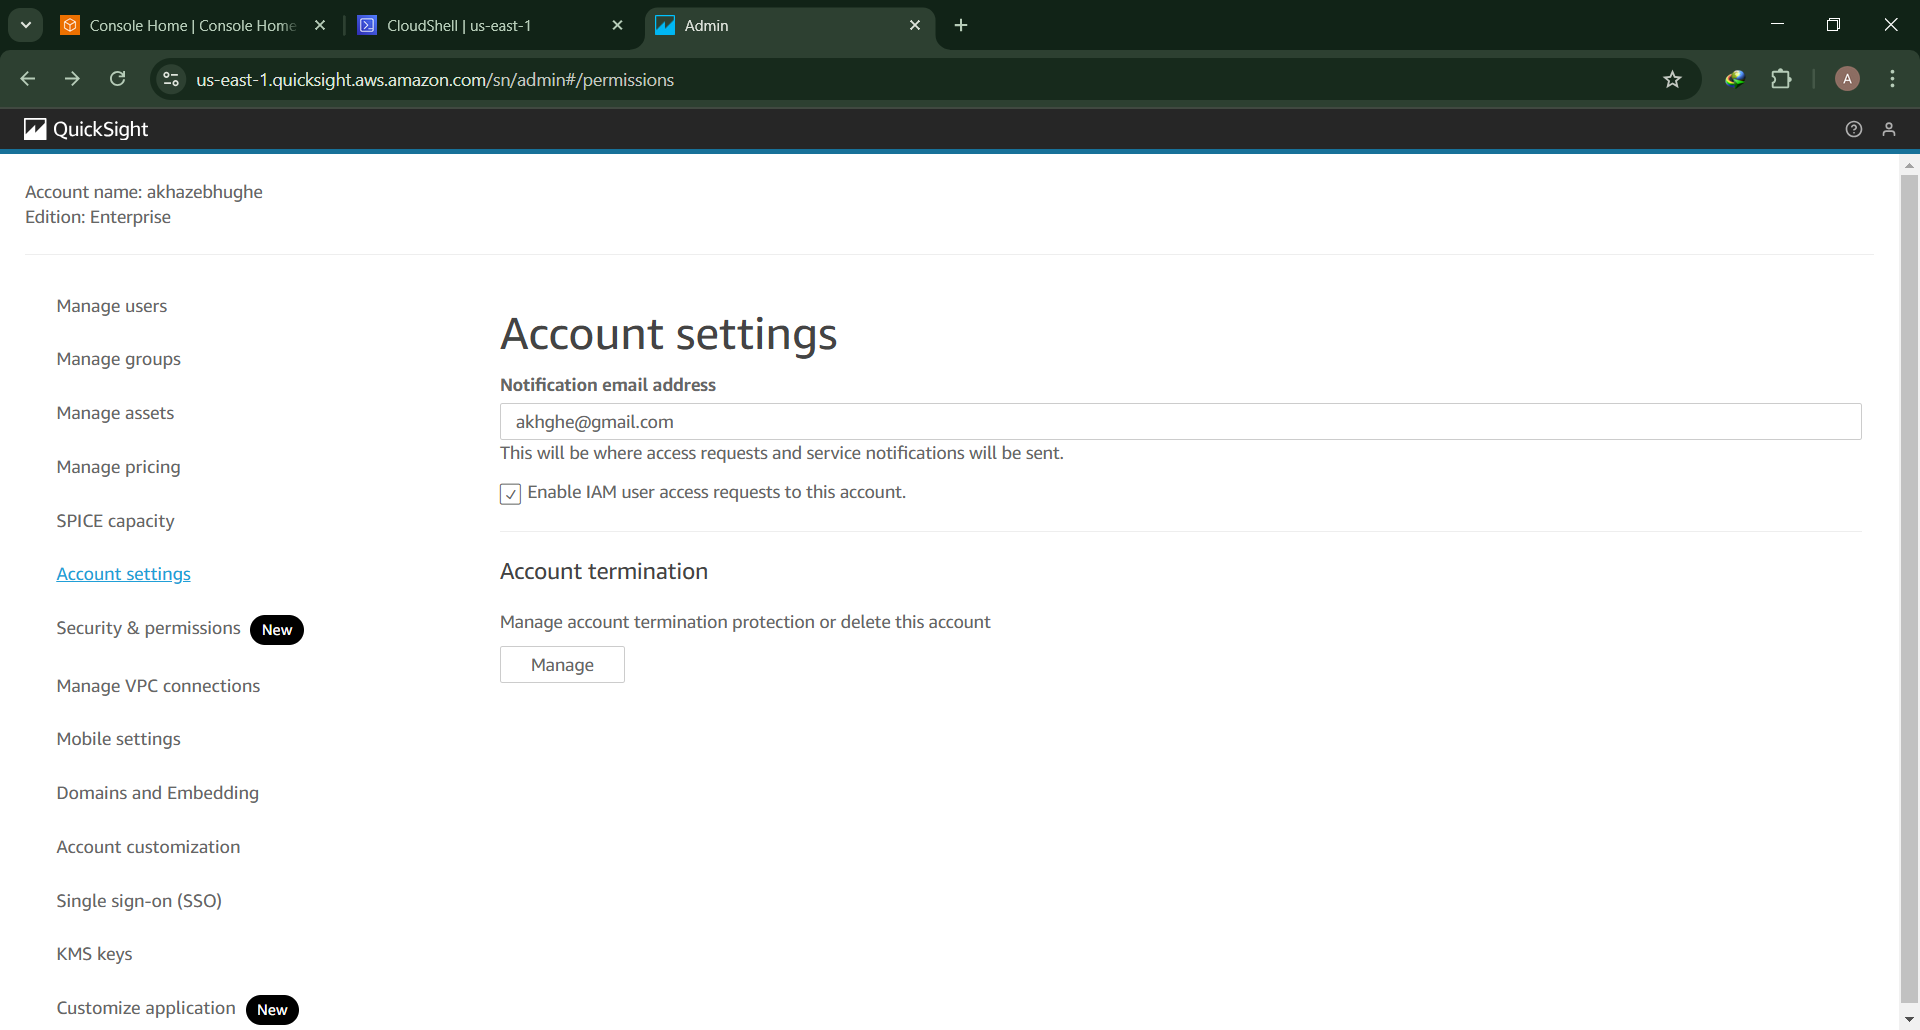 Console Home | Console Home
CloudShell | us-east-1
Admin
us-east-1.quicksight.aws.amazon.com/sn/admin#/permissions
A
QuickSight
Account name: akhazebhughe
Edition: Enterprise
Manage users
Manage groups
Manage assets
Manage pricing
SPICE capacity
Account settings
Security & permissions New
Manage VPC connections
Mobile settings
Domains and Embedding
Account customization
Single sign-on (SSO)
KMS keys
Customize application New
Account settings
Notification email address
akhghe@gmail.com
This will be where access requests and service notifications will be sent.
Enable IAM user access requests to this account.
Account termination
Manage account termination protection or delete this account
Manage